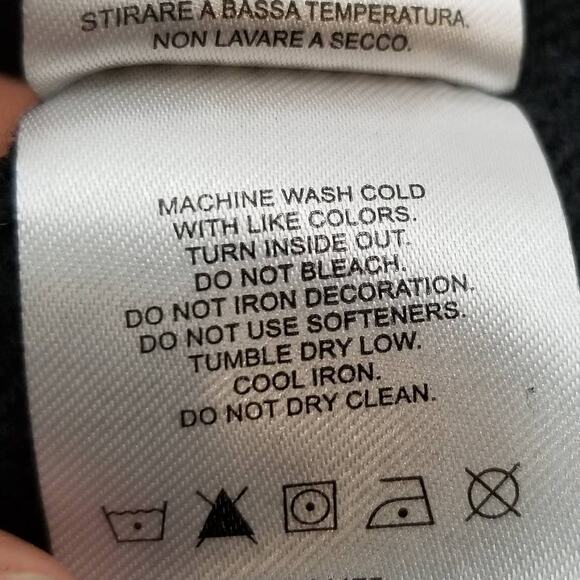 STIRARE A BASSA TEMPERATURA.
NON LAVARE A SECCO.
MACHINE WASH COLD
WITH LIKE COLORS.
TURN INSIDE OUT.
DO NOT BLEACH.
DO NOT IRON DECORATION.
DO NOT USE SOFTENERS.
TUMBLE DRY LOW.
COOL IRON.
DO NOT DRY CLEAN.